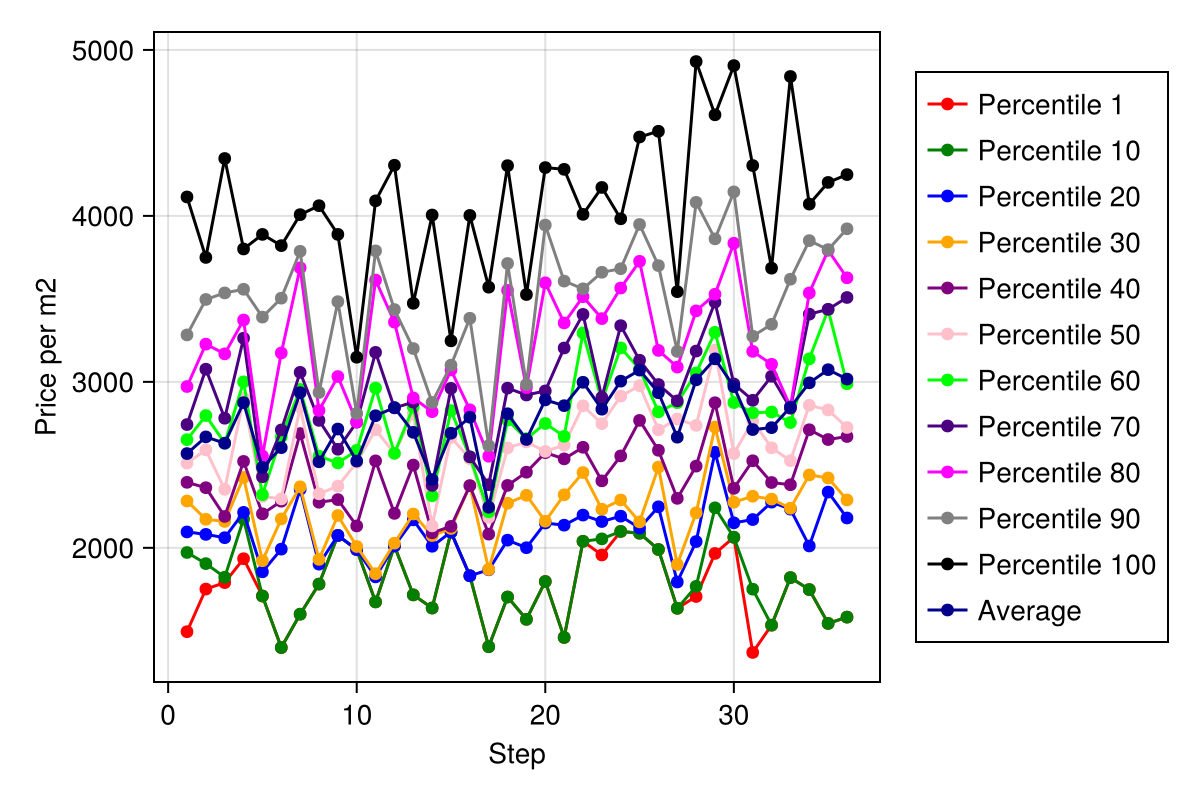 5000
4000
3000
2000
Price per m2
0
10
20
30
Step
Percentile 1
Percentile 10
Percentile 20
Percentile 30
Percentile 40
Percentile 50
Percentile 60
Percentile 70
Percentile 80
Percentile 90
Percentile 100
Average